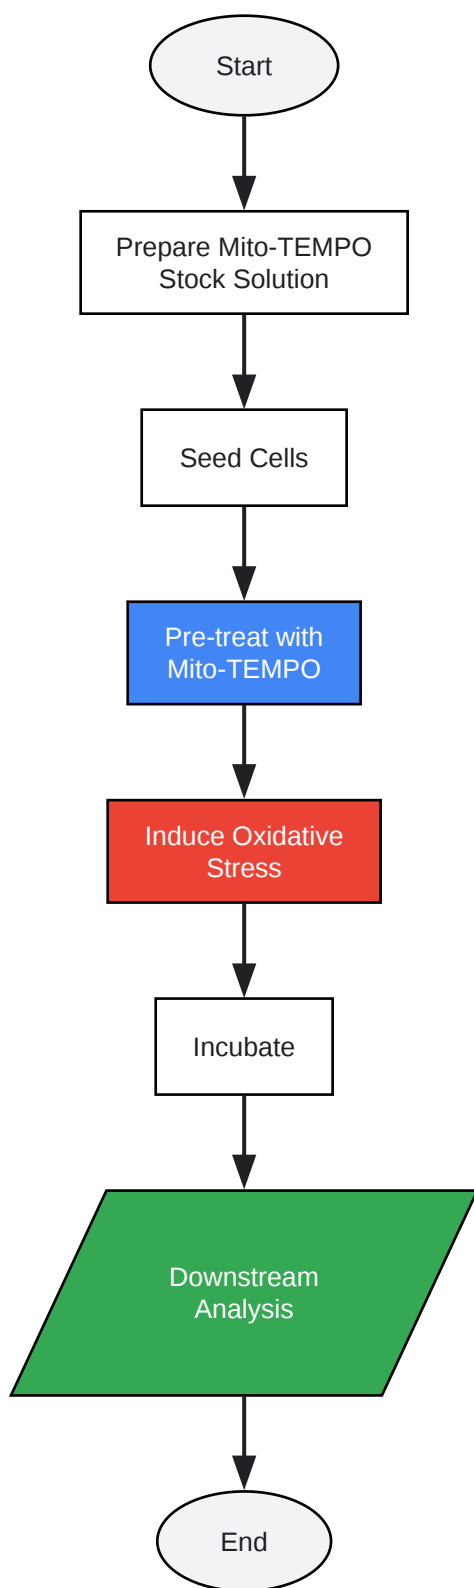 Start
Prepare Mito-TEMPO
Stock Solution
Seed Cells
Pre-treat with
Mito-TEMPO
Induce Oxidative
Stress
Incubate
Downstream
Analysis
End